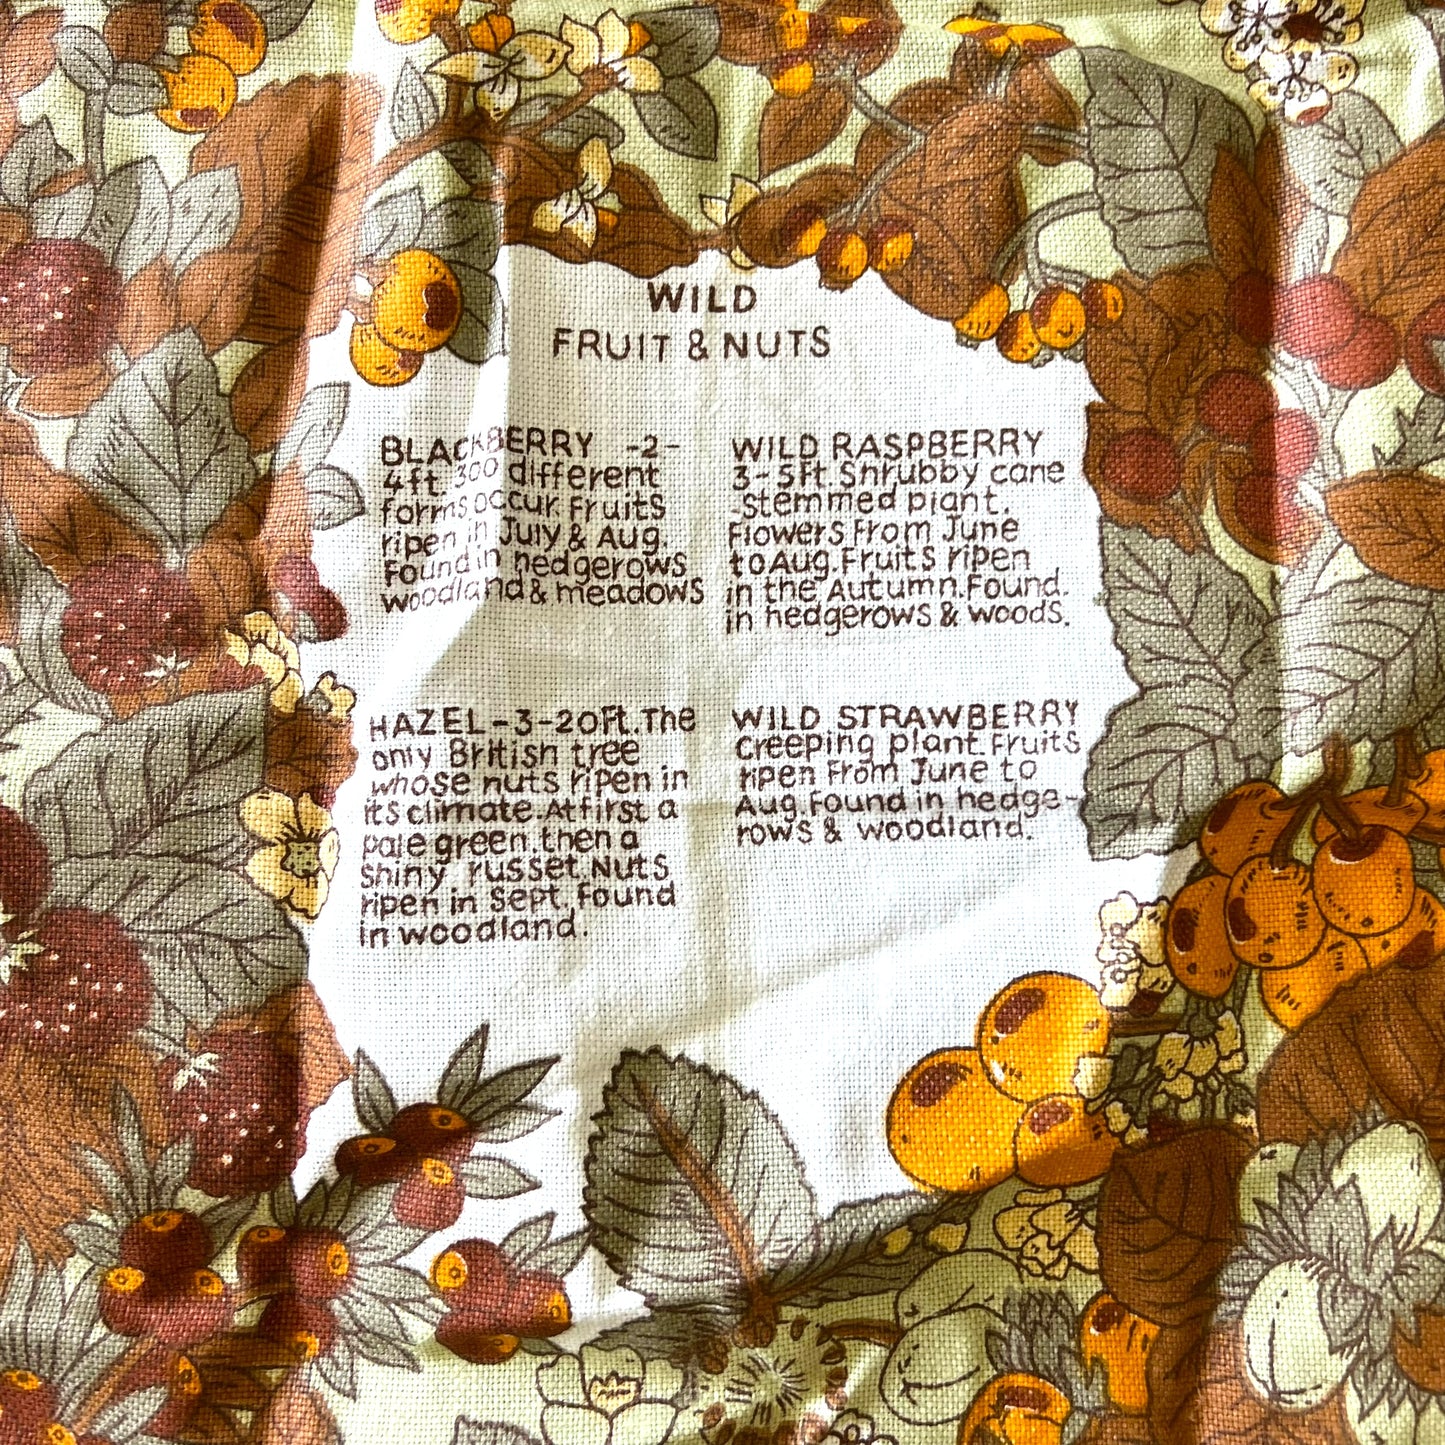 WILD
FRUIT & NUTS
BLACKBERRY -2-
4ft. 300 different
forms occur. Fruits
ripen in July & Aug.
Found in hedgerows
woodland & meadows
WILD RASPBERRY
3-5ft. Shrubby cane
-stemmed plant.
Flowers From June
to Aug. Fruits ripen
in the Autumn. Found.
in hedgerows & woods.
HAZEL-3-20Ft. The
only British tree
whose nuts ripen in
its climate. At first a
pale green, then a
shiny russet. Nuts
ripen in Sept. Found
in woodland.
WILD STRAWBERRY
creeping plant. Fruits
ripen From June to
Aug. Found in hedge-
rows & woodland.